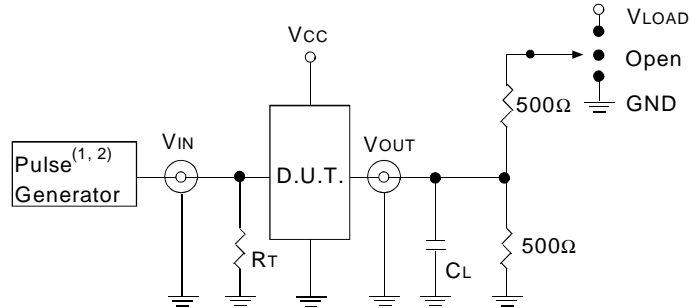 VLOAD
VCC
Open
500Ω
GND
VIN
VOUT
Pulse(1, 2)
Generator
D.U.T.
RT
CL
500Ω